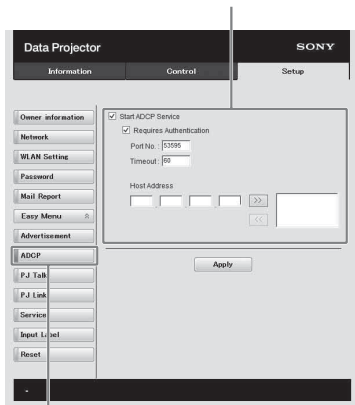 Data Projector
SONY
Information Control Setup
Owner information
Network
WLAN Setting
Password
Mail Report
Easy Menu
Advertisement
ADCP
PJ Talk
PJ Link
Service
Input Label
Reset
Start ADCP Service
Requires Authentication
Port No. : 53595
Timeout : 60
Host Address
. . .
>>
<<
Apply
-